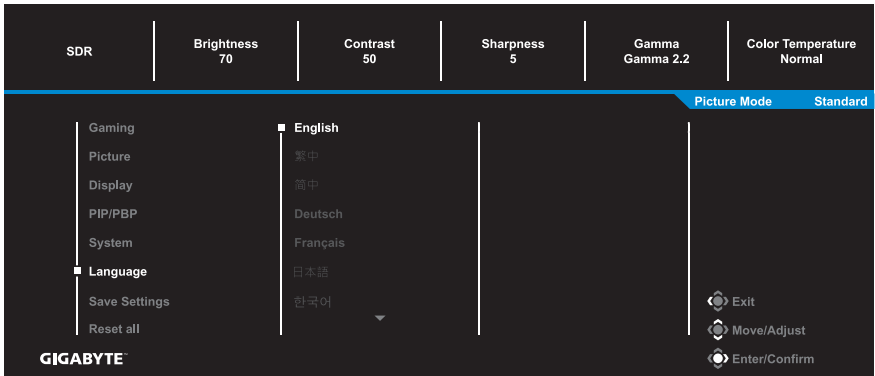 SDR
Brightness
70
Contrast
50
Sharpness
5
Gamma
Gamma 2.2
Color Temperature
Normal
Picture Mode Standard
Gaming
Picture
Display
PIP/PBP
System
Language
Save Settings
Reset all
English
繁中
简中
Deutsch
Français
日本語
한국어
Exit
Move/Adjust
Enter/Confirm
GIGABYTE™